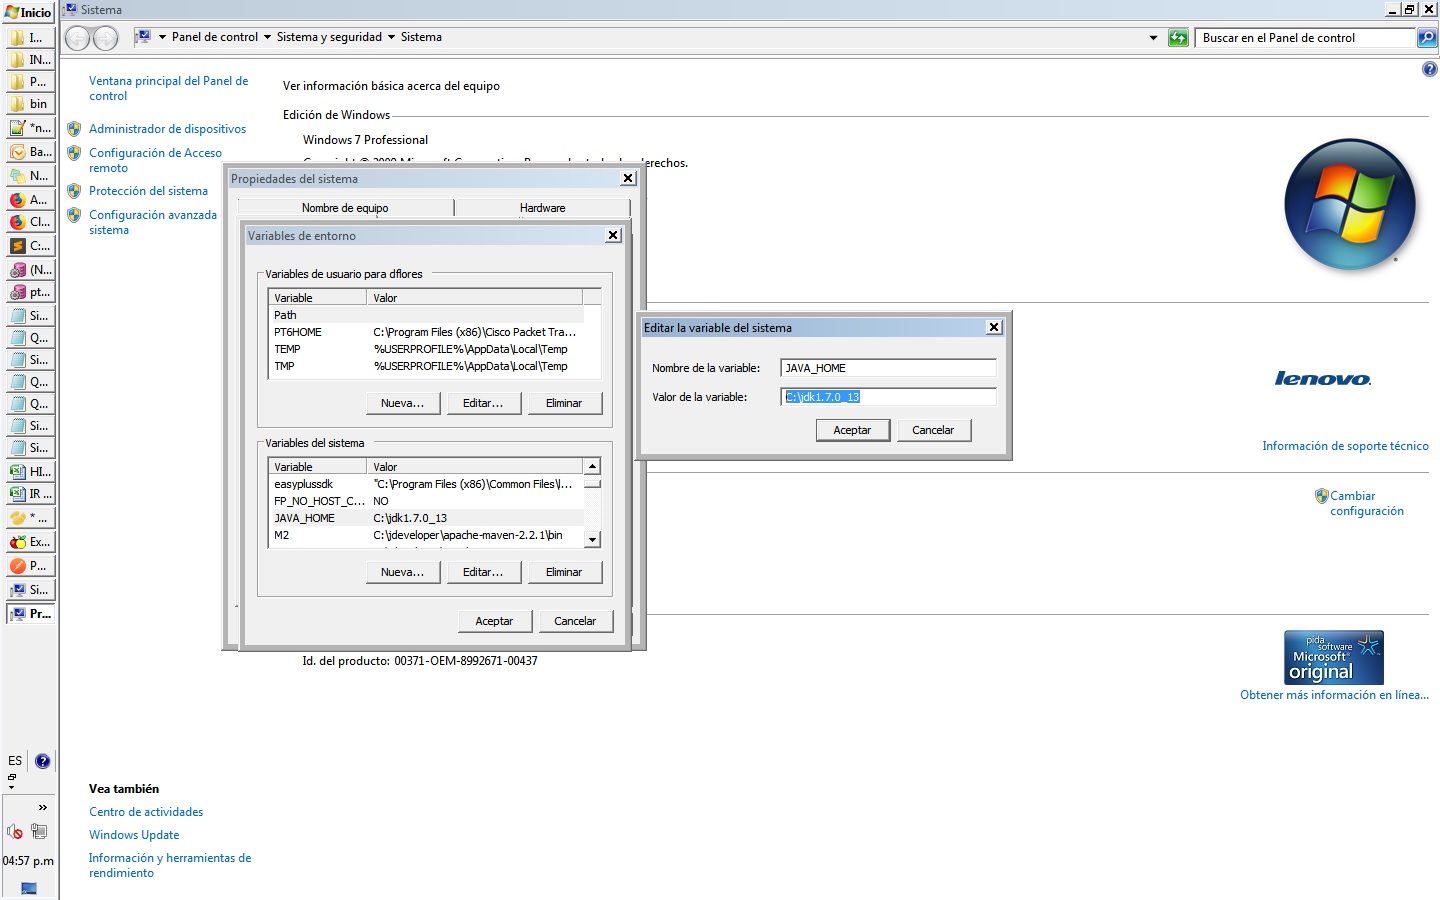 Inicio
I...
IN...
P...
bin
*n...
Ba...
N...
A...
Cl...
C:...
(N...
pt...
Si...
Q...
Si...
Q...
Q...
Si...
Si...
HI...
IR ...
* ...
Ex...
P...
Si...
Pr...
ES
»
04:57 p.m
Sistema
Panel de control
Sistema y seguridad
Sistema
Buscar en el Panel de control
Ventana principal del Panel de
control
Administrador de dispositivos
Configuración de Acceso
remoto
Protección del sistema
Configuración avanzada
sistema
Vea también
Centro de actividades
Windows Update
Información y herramientas de
rendimiento
Ver información básica acerca del equipo
Edición de Windows
Windows 7 Professional
derechos.
Propiedades del sistema
Nombre de equipo
Hardware
Variables de entorno
Variables de usuario para dflores
Variable Valor
Path
PT6HOME C:\Program Files (x86)\Cisco Packet Tra...
TEMP %USERPROFILE%\AppData\Local\Temp
TMP %USERPROFILE%\AppData\Local\Temp
Nueva... Editar... Eliminar
Variables del sistema
Variable Valor
easyplussdk "C:\Program Files (x86)\Common Files\I...
FP_NO_HOST_C... NO
JAVA_HOME C:\jdk1.7.0_13
M2 C:\jdeveloper\apache-maven-2.2.1\bin
Nueva... Editar... Eliminar
Aceptar Cancelar
Editar la variable del sistema
Nombre de la variable: JAVA_HOME
Valor de la variable: C:\jdk1.7.0_13
Aceptar Cancelar
Id. del producto: 00371-OEM-8992671-00437
lenovo
Información de soporte técnico
Cambiar
configuración
pida
software
Microsoft®
original
Obtener más información en línea...